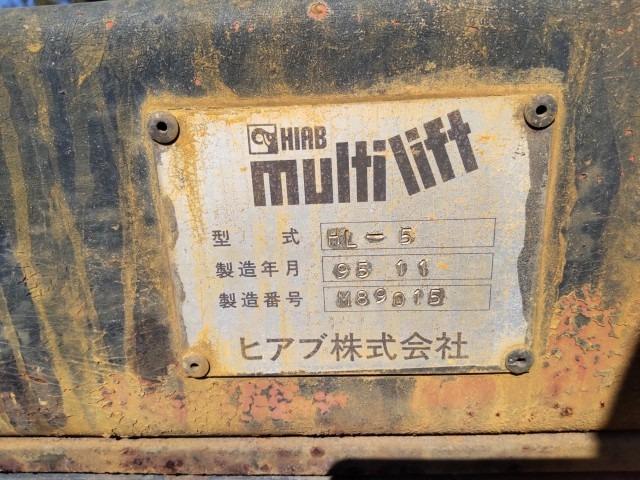 HIAB
multilift
型式 HL-5
製造年月 95 11
製造番号 M89015
ヒアブ株式会社